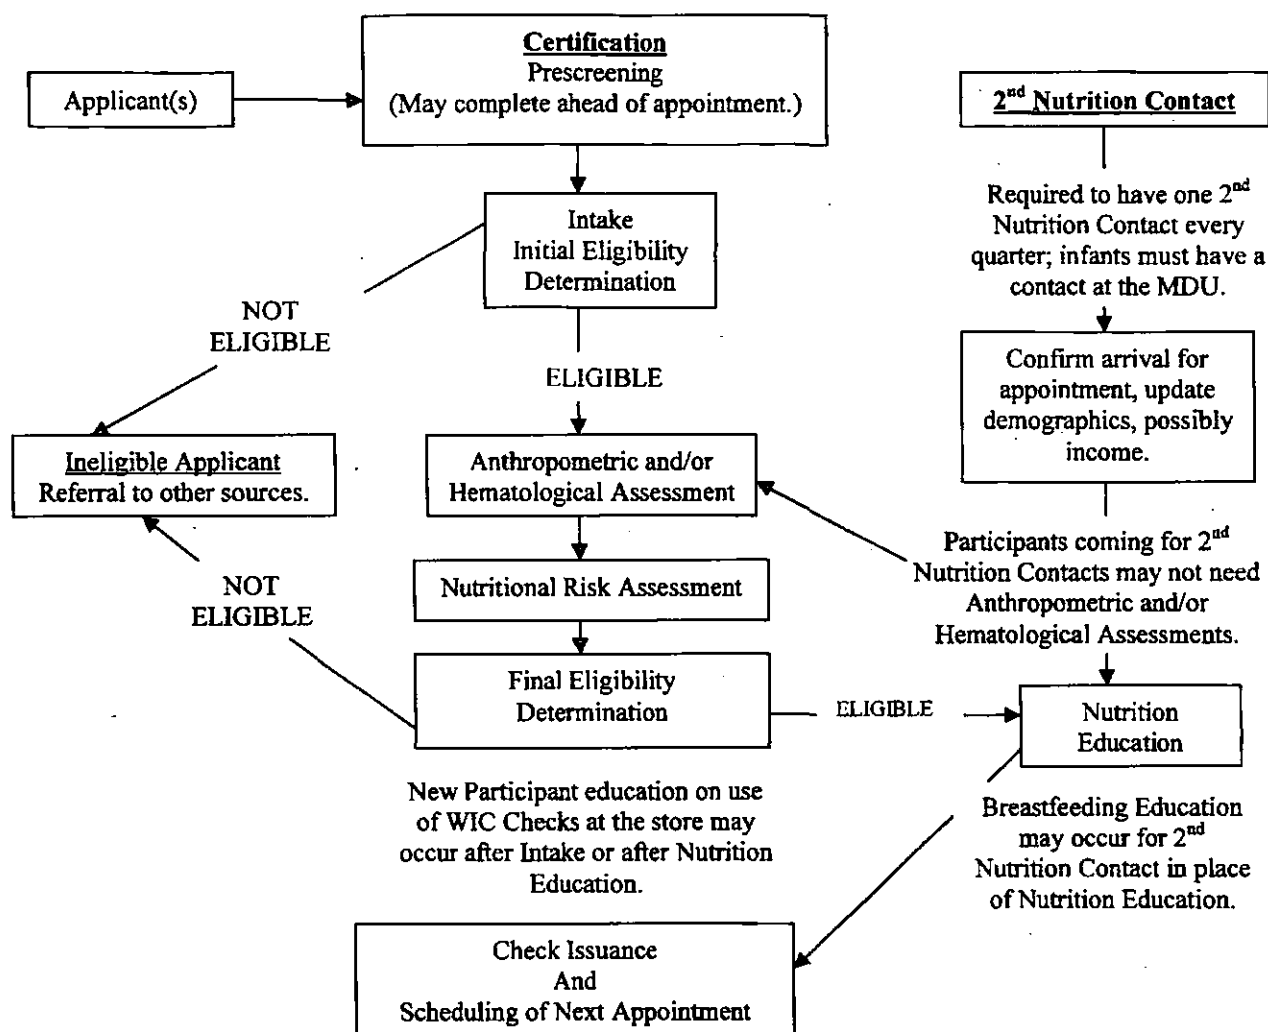 Applicant(s)
Certification
Prescreening
(May complete ahead of appointment.)
2nd Nutrition Contact
Intake
Initial Eligibility
Determination
Required to have one 2nd
Nutrition Contact every
quarter; infants must have a
contact at the MDU.
NOT
ELIGIBLE
ELIGIBLE
Confirm arrival for
appointment, update
demographics, possibly
income.
Ineligible Applicant
Referral to other sources.
Anthropometric and/or
Hematological Assessment
Participants coming for 2nd
Nutrition Contacts may not need
Anthropometric and/or
Hematological Assessments.
Nutritional Risk Assessment
NOT
ELIGIBLE
Final Eligibility
Determination
ELIGIBLE
Nutrition
Education
New Participant education on use
of WIC Checks at the store may
occur after Intake or after Nutrition
Education.
Breastfeeding Education
may occur for 2nd
Nutrition Contact in place
of Nutrition Education.
Check Issuance
And
Scheduling of Next Appointment